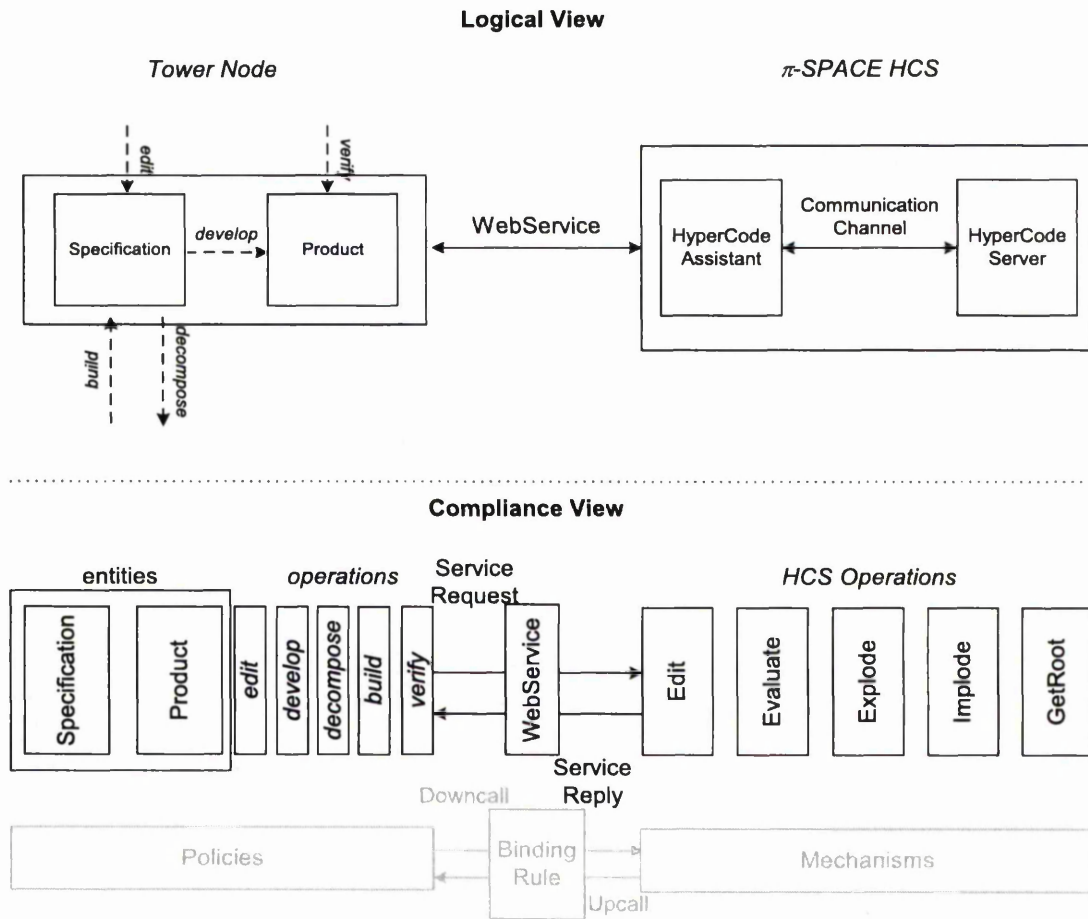 Logical View
Tower Node
π-SPACE HCS
edit
verify
Specification
develop
Product
WebService
HyperCode
Assistant
Communication
Channel
HyperCode
Server
build
decompose
Compliance View
entities
operations
Service
Request
HCS Operations
Specification
Product
edit
develop
decompose
build
verify
WebService
Edit
Evaluate
Explode
Implode
GetRoot
Service
Reply
Downcall
Policies
Binding
Rule
Mechanisms
Upcall